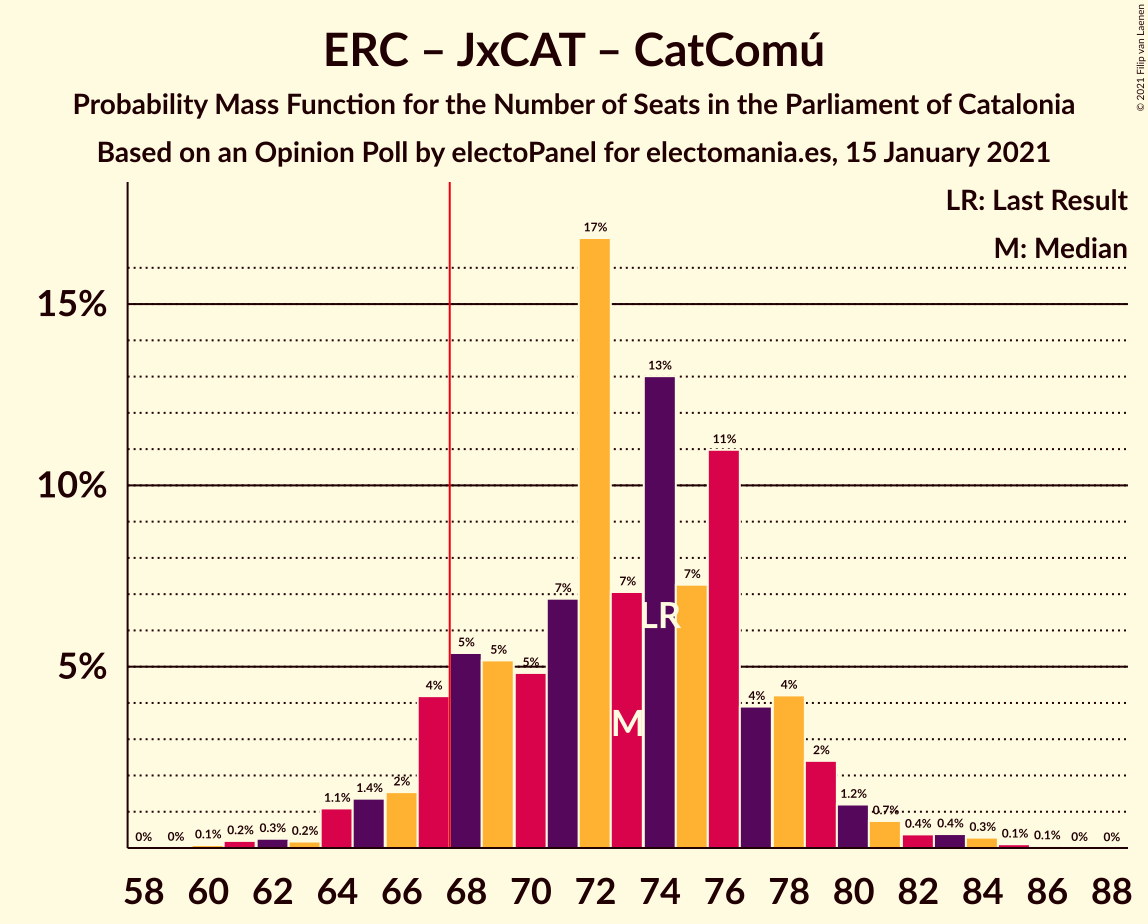 ERC – JxCAT – CatComú
Probability Mass Function for the Number of Seats in the Parliament of Catalonia
Based on an Opinion Poll by electoPanel for electomania.es, 15 January 2021
© 2021 Filip van Laenen
LR: Last Result
M: Median
15%
10%
5%
0% 0% 0.1% 0.2% 0.3% 0.2% 1.1% 1.4% 2% 4% 5% 5% 5% 7% 17% 7% 13% 7% 11% 4% 4% 2% 1.2% 0.7% 0.4% 0.4% 0.3% 0.1% 0.1% 0% 0%
LR
M
58 60 62 64 66 68 70 72 74 76 78 80 82 84 86 88